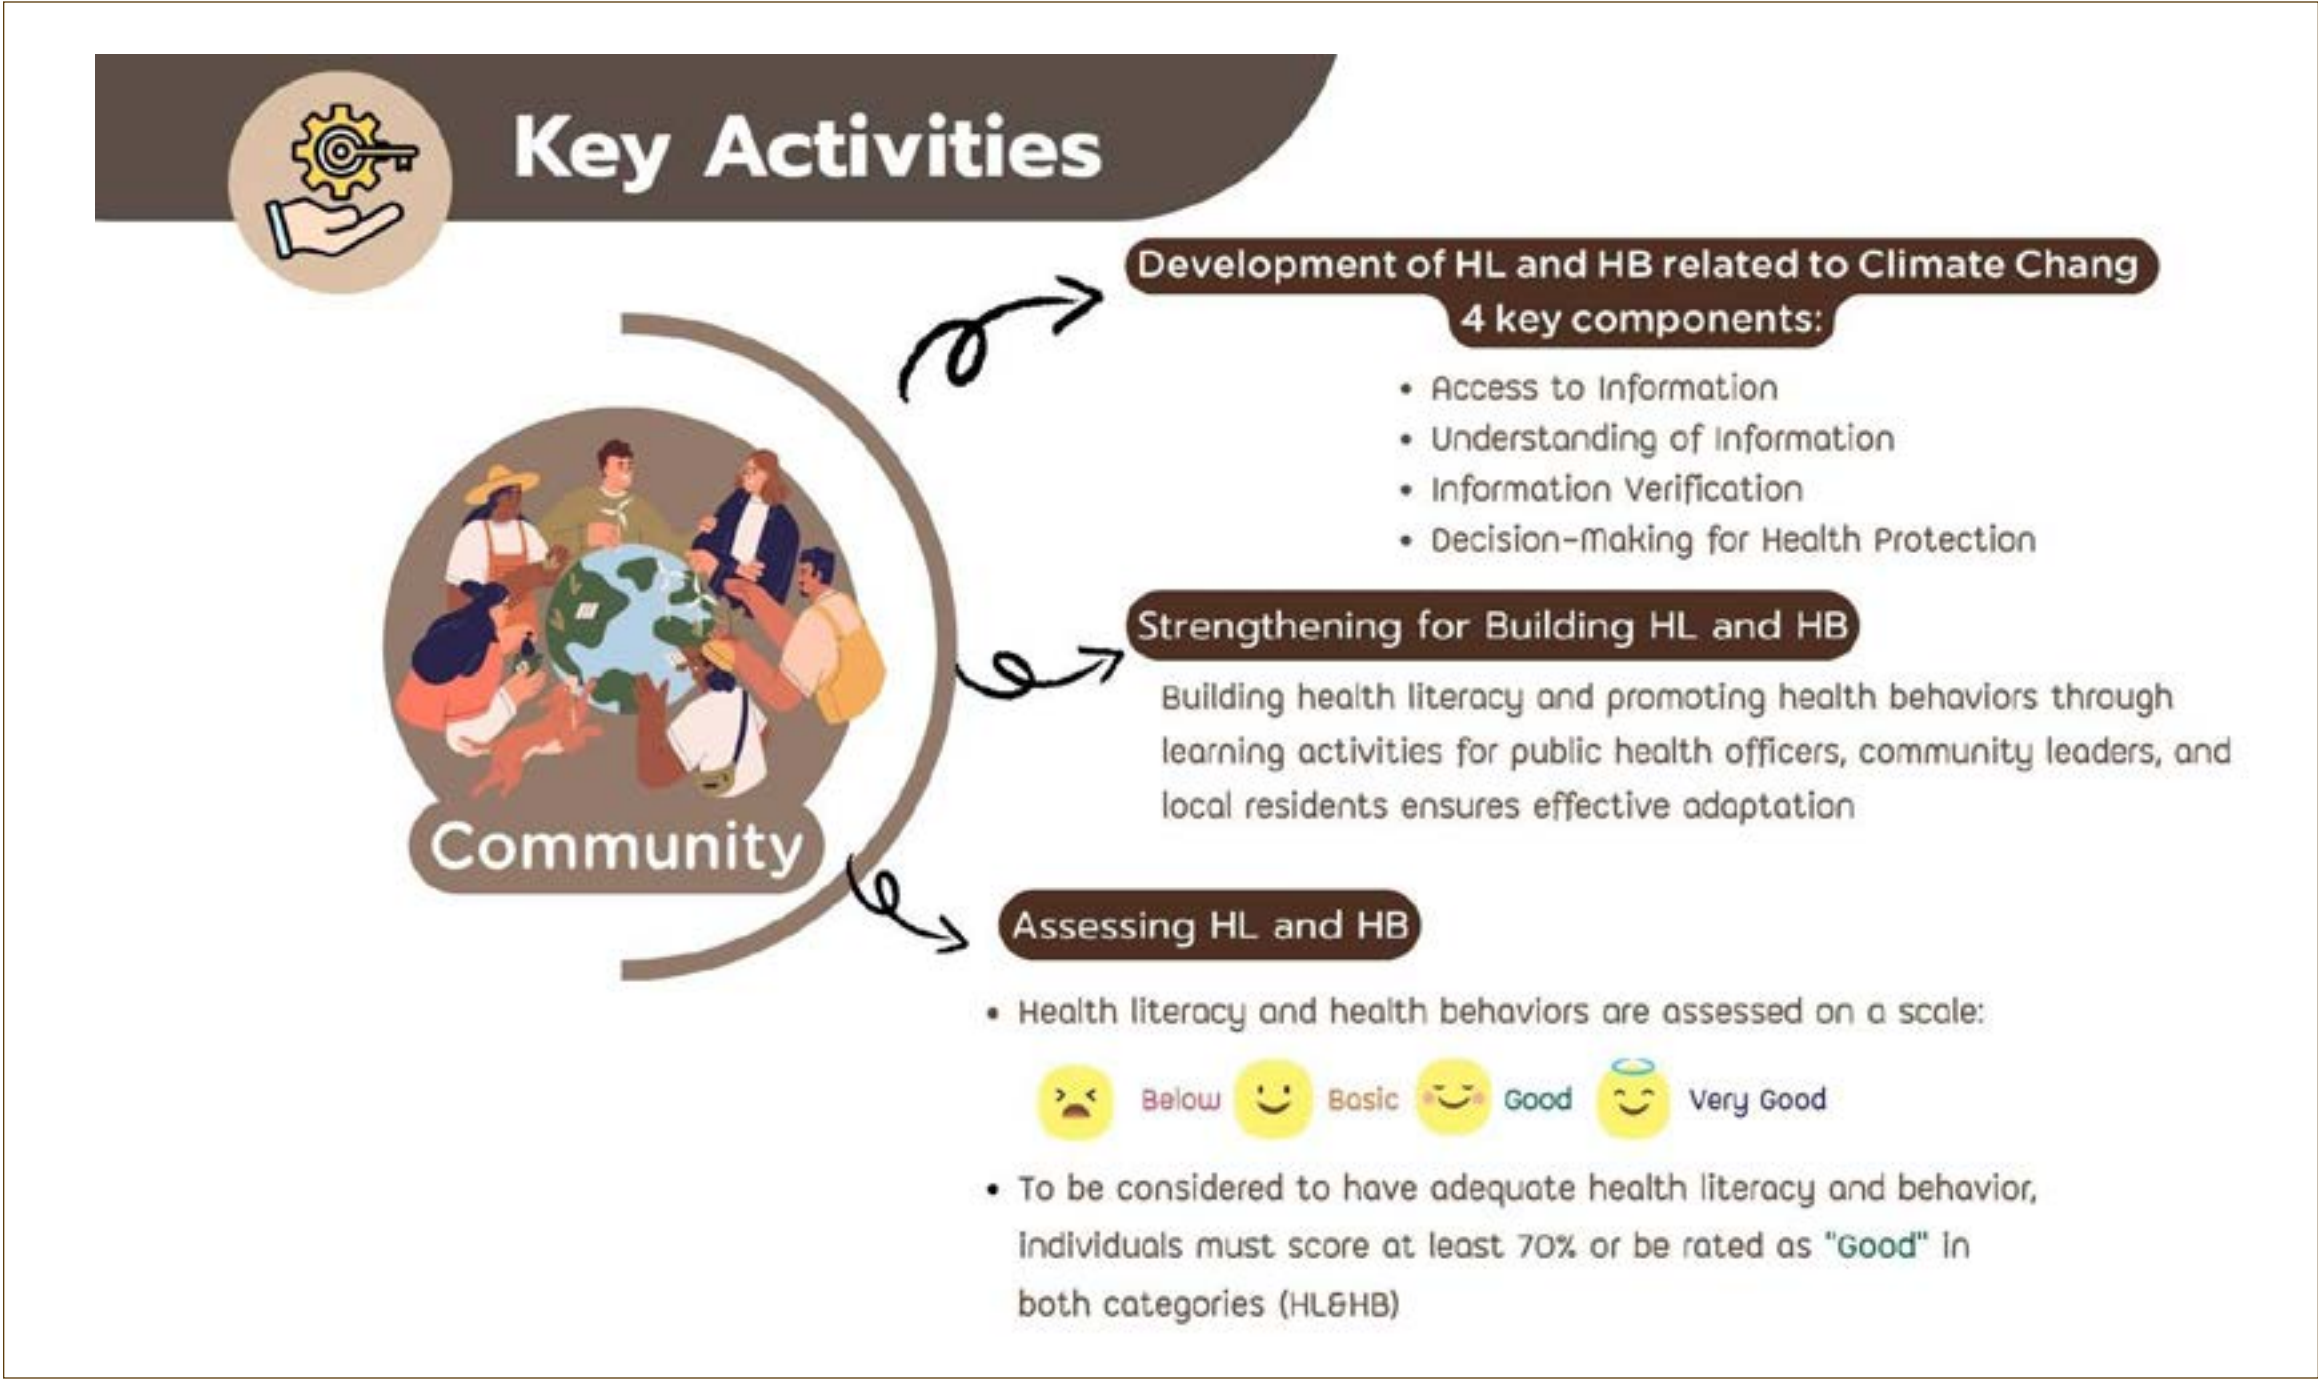 Key Activities
Development of HL and HB related to Climate Chang
4 key components:
• Access to Information
• Understanding of Information
• Information Verification
• Decision-Making for Health Protection
Strengthening for Building HL and HB
Building health literacy and promoting health behaviors through
learning activities for public health officers, community leaders, and
local residents ensures effective adaptation
Community
Assessing HL and HB
• Health literacy and health behaviors are assessed on a scale:
Below Basic Good Very Good
• To be considered to have adequate health literacy and behavior,
individuals must score at least 70% or be rated as "Good" in
both categories (HL&HB)